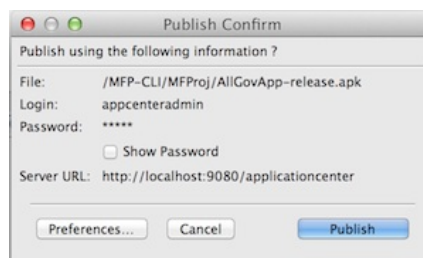 Publish Confirm
Publish using the following information ?
File: /MFP-CLI/MFProj/AllGovApp-release.apk
Login: appcenteradmin
Password: *****
Show Password
Server URL: http://localhost:9080/applicationcenter
Preferences... Cancel Publish